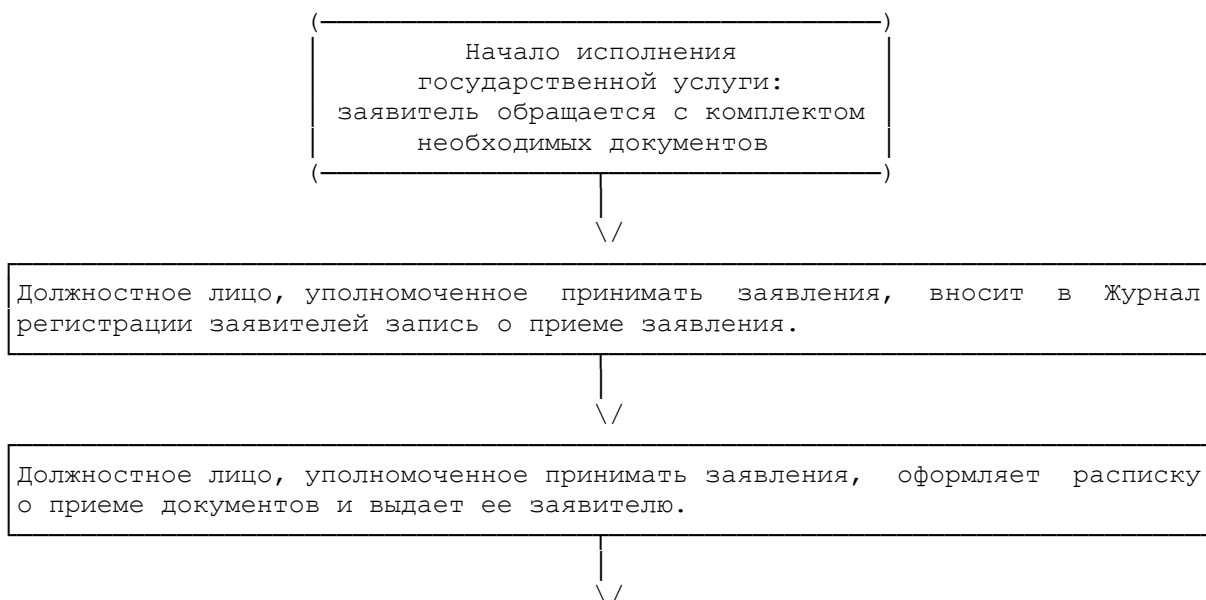 Начало исполнения
государственной услуги:
заявитель обращается с комплектом
необходимых документов
Должностное лицо, уполномоченное принимать заявления, вносит в Журнал
регистрации заявителей запись о приеме заявления.
Должностное лицо, уполномоченное принимать заявления, оформляет расписку
о приеме документов и выдает ее заявителю.